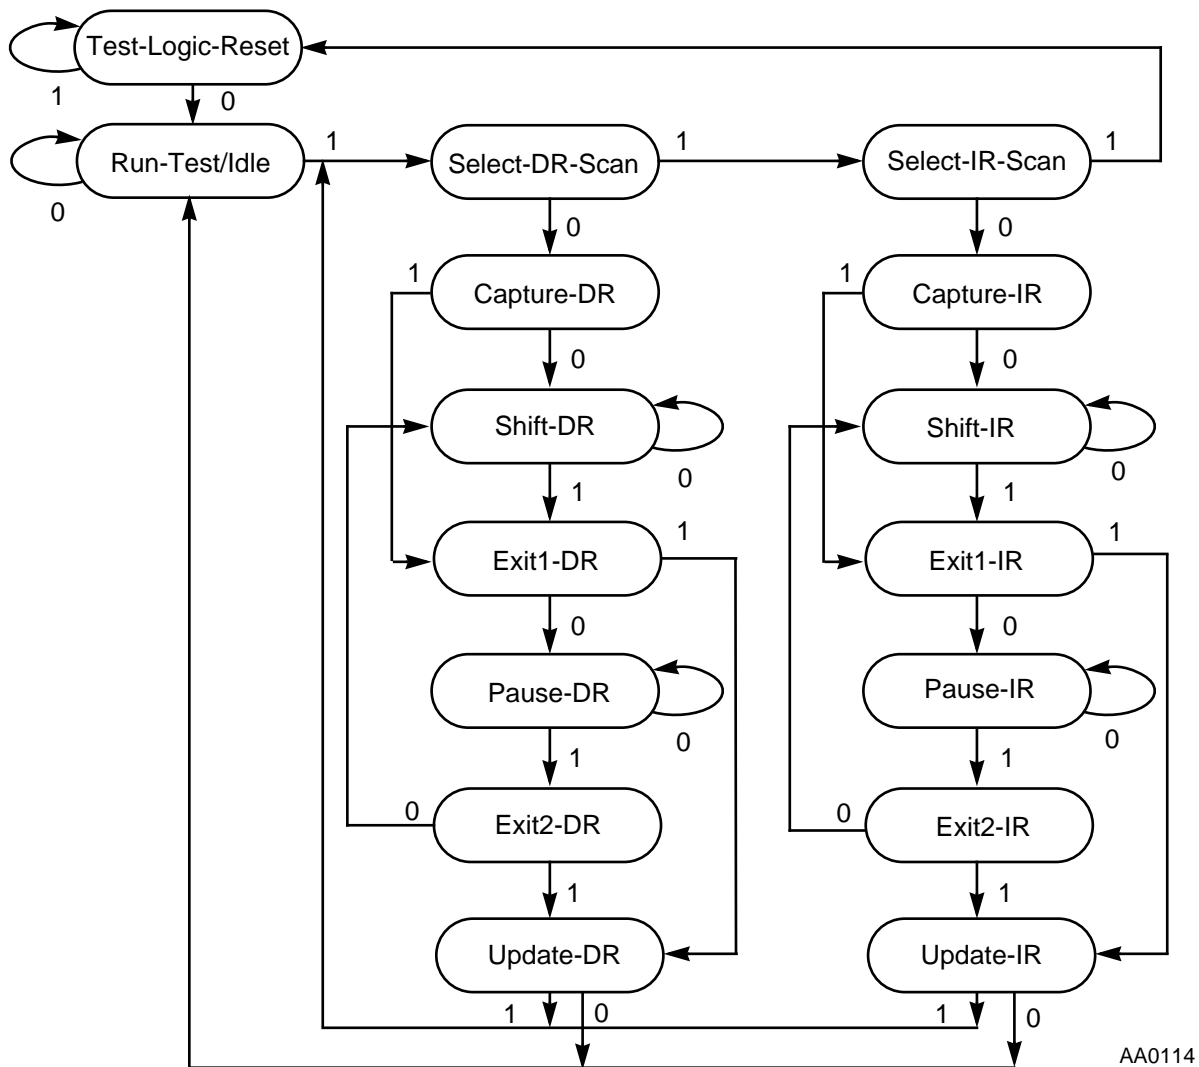 Test-Logic-Reset
1
0
Run-Test/Idle
1
Select-DR-Scan
1
Select-IR-Scan
1
0
0
0
1
Capture-DR
1
Capture-IR
0
0
Shift-DR
Shift-IR
0
0
1
1
Exit1-DR
1
Exit1-IR
1
0
0
Pause-DR
Pause-IR
0
0
1
1
0
Exit2-DR
0
Exit2-IR
1
1
Update-DR
Update-IR
1
0
1
0
AA0114